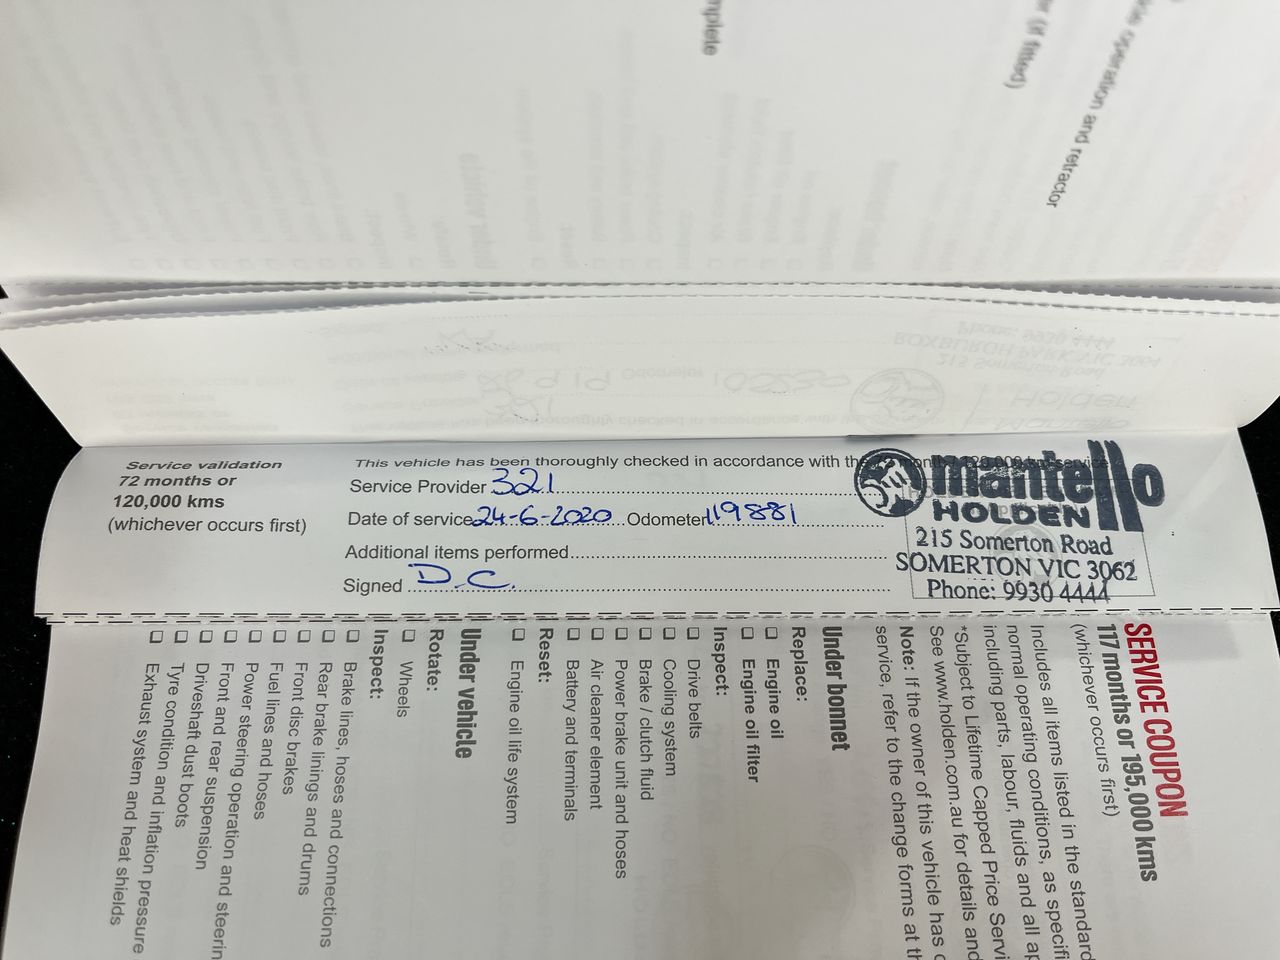 mplete
r (if fitted)
ble operation and retractor
Service validation
72 months or
120,000 kms
(whichever occurs first)
This vehicle has been thoroughly checked in accordance with the
Service Provider 321
Date of service 24-6-2020 Odometer 119881
Additional items performed
Signed D.C.
mantello
HOLDEN
215 Somerton Road
SOMERTON VIC 3062
Phone: 9930 4444
SERVICE COUPON
117 months or 195,000 kms
(whichever occurs first)
Includes all items listed in the standard
normal operating conditions, as specifi
including parts, labour, fluids and all ap
*Subject to Lifetime Capped Price Servi
See www.holden.com.au for details and
Note: If the owner of this vehicle has c
service, refer to the change forms at th
Under bonnet
Replace:
Engine oil
Engine oil filter
Inspect:
Drive belts
Cooling system
Brake / clutch fluid
Power brake unit and hoses
Air cleaner element
Battery and terminals
Reset:
Engine oil life system
Under vehicle
Rotate:
Wheels
Inspect:
Brake lines, hoses and connections
Rear brake linings and drums
Front disc brakes
Fuel lines and hoses
Power steering operation and steerin
Front and rear suspension
Driveshaft dust boots
Tyre condition and inflation pressure
Exhaust system and heat shields